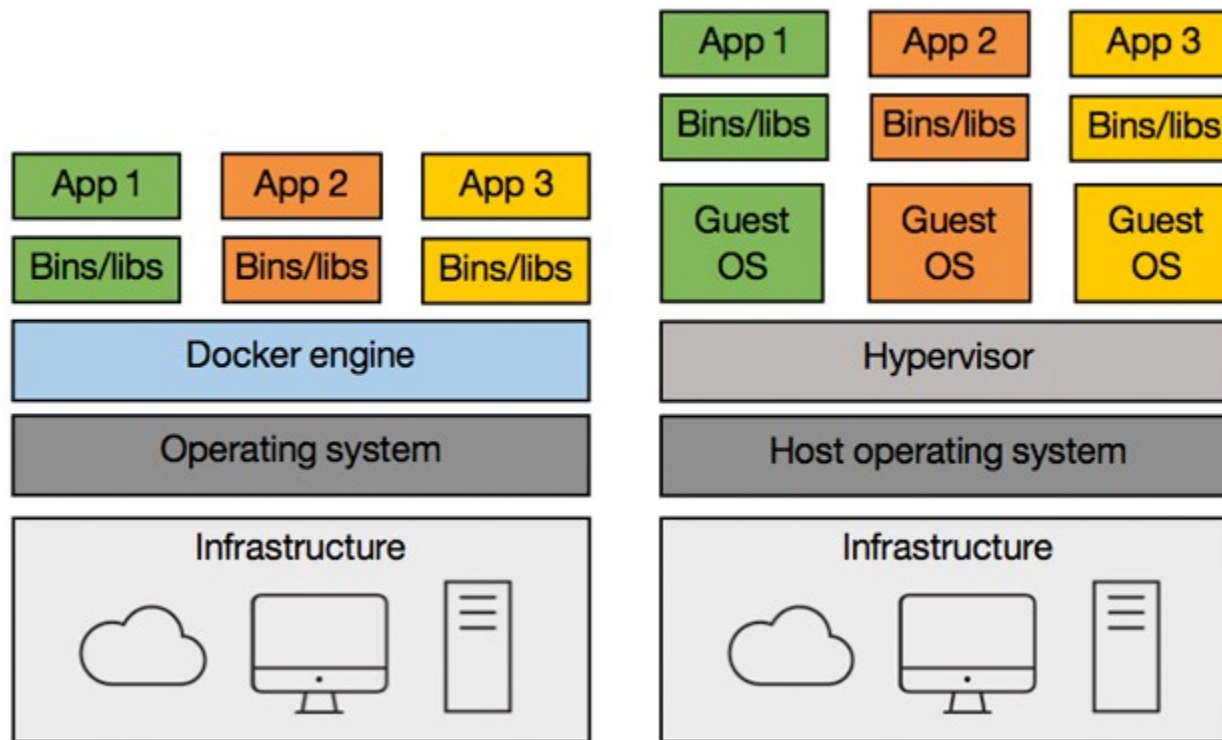 App 1
App 2
App 3
Bins/libs
Bins/libs
Bins/libs
Docker engine
Operating system
Infrastructure
App 1
App 2
App 3
Bins/libs
Bins/libs
Bins/libs
Guest
OS
Guest
OS
Guest
OS
Hypervisor
Host operating system
Infrastructure